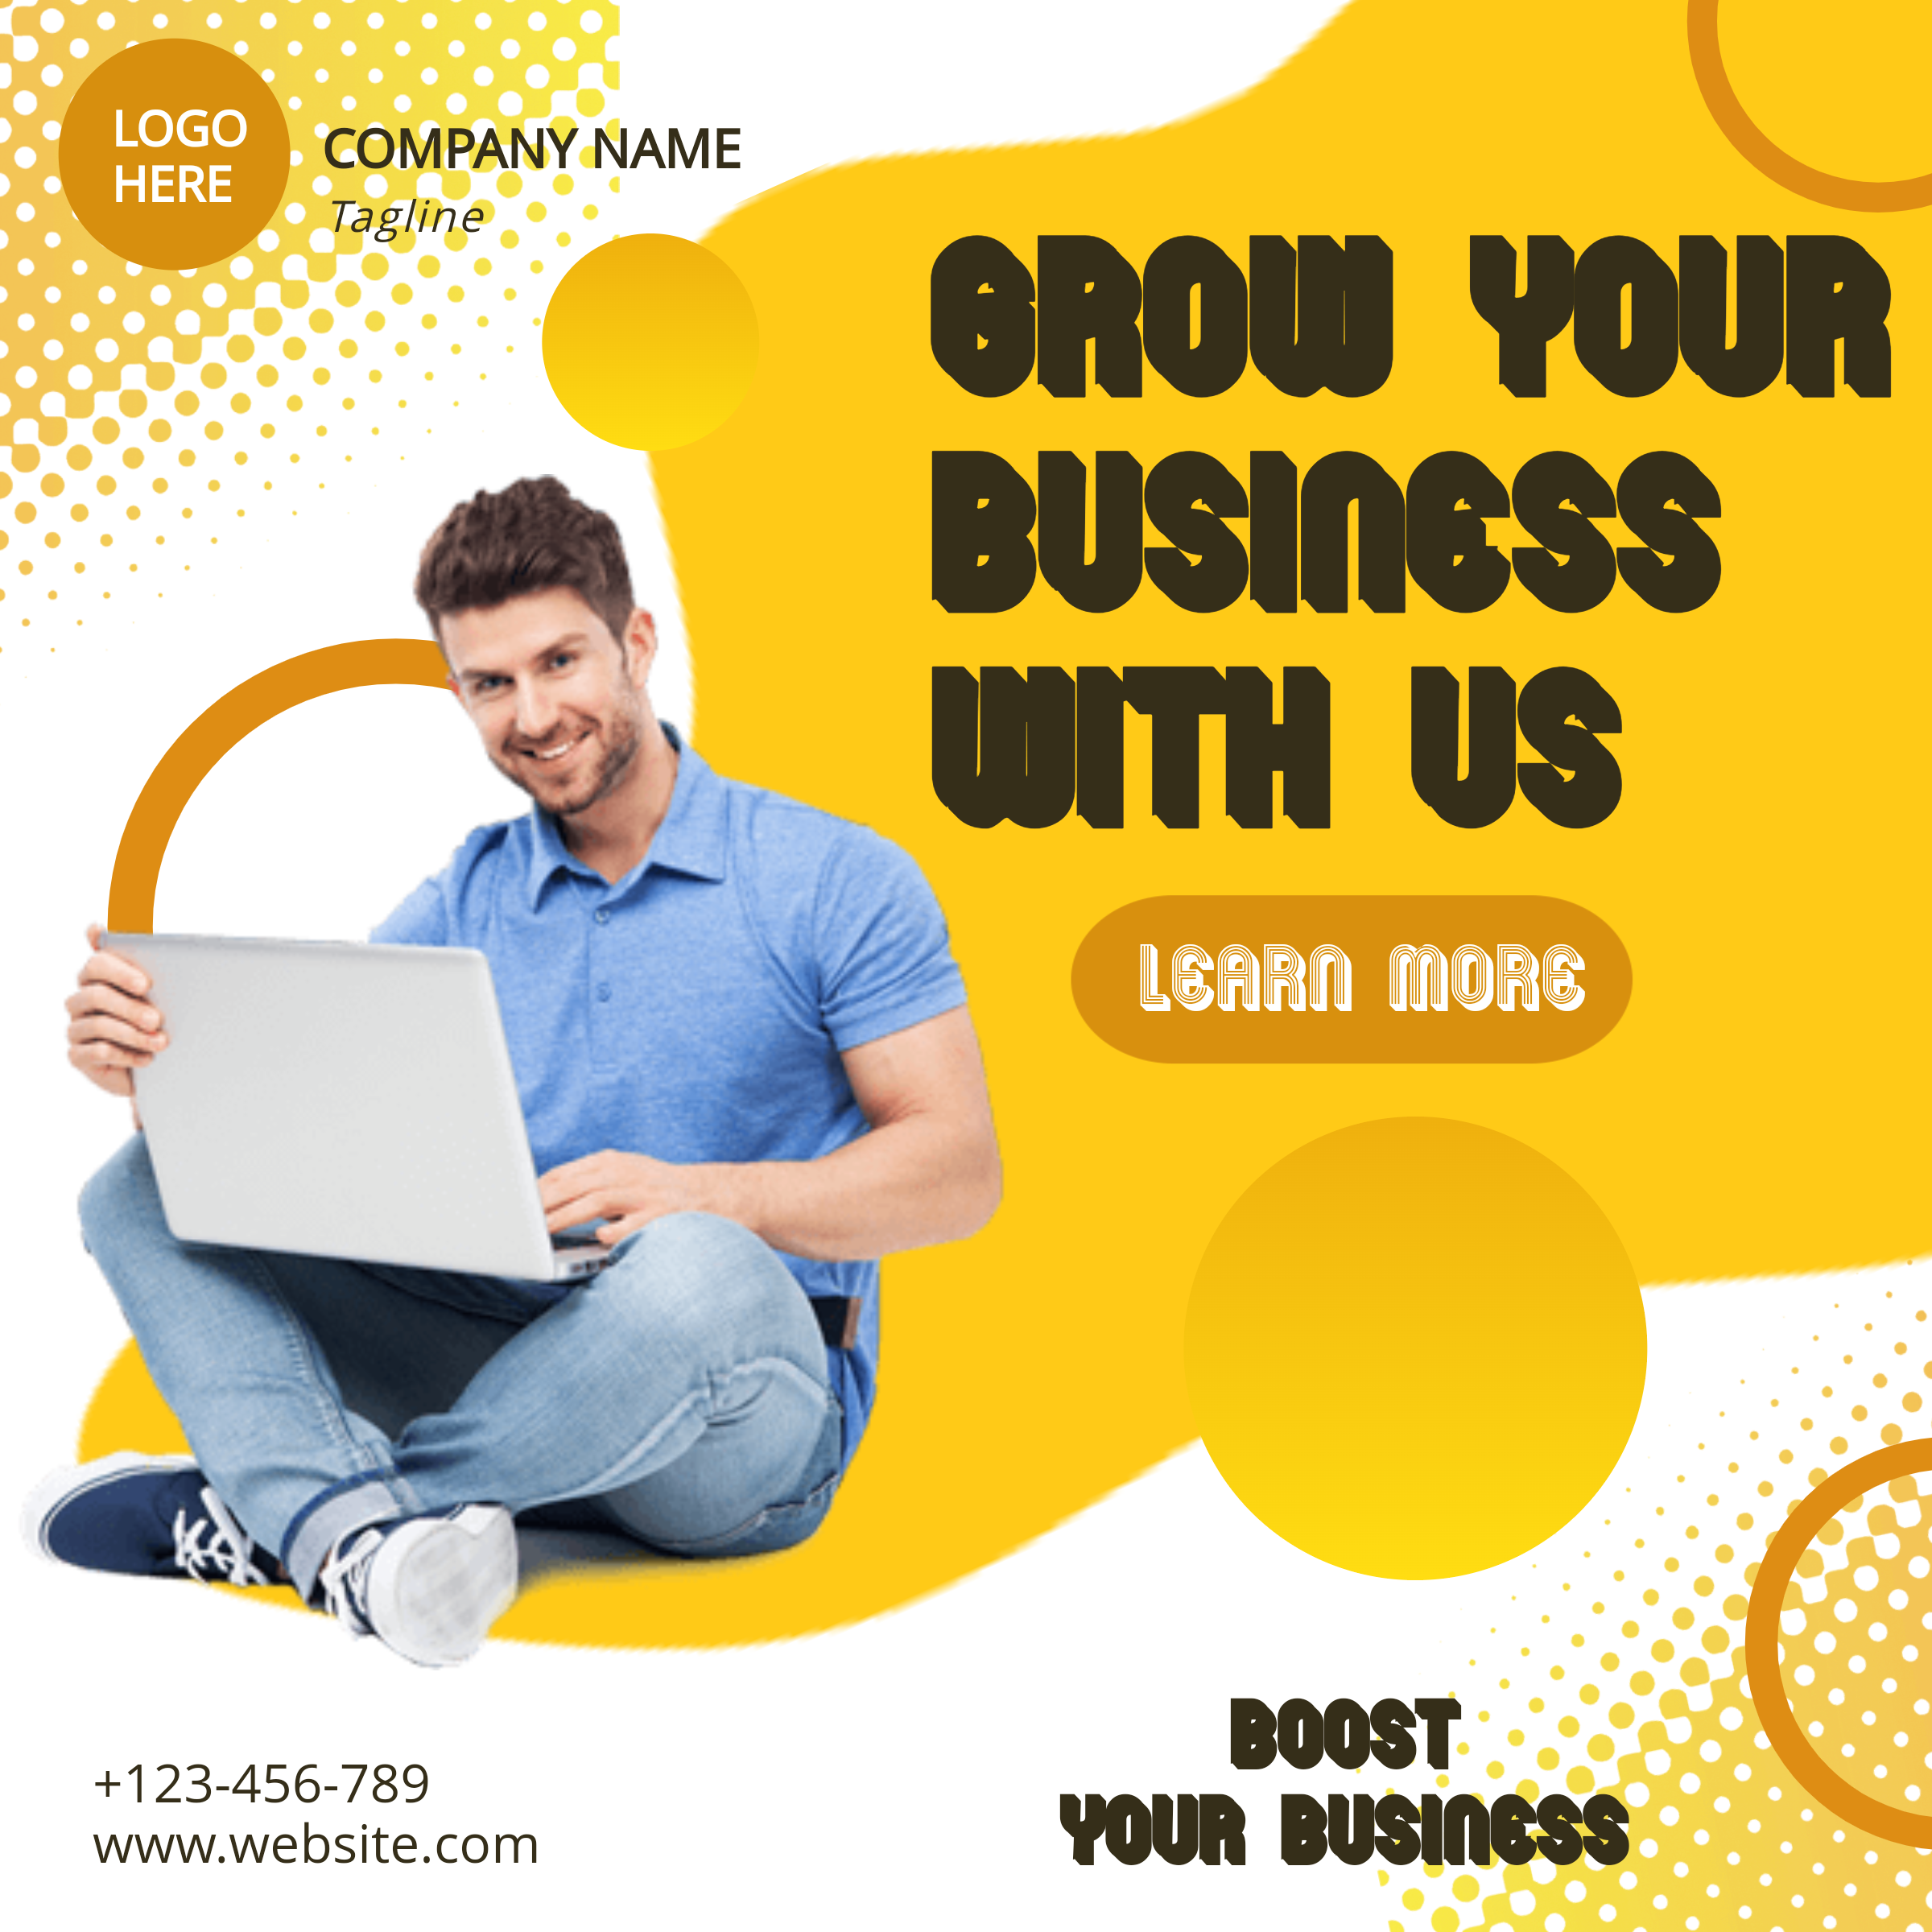 LOGO
HERE
COMPANY NAME
Tagline
GROW YOUR
BUSINESS
WITH US
LEARN MORE
BOOST
YOUR BUSINESS
+123-456-789
www.website.com